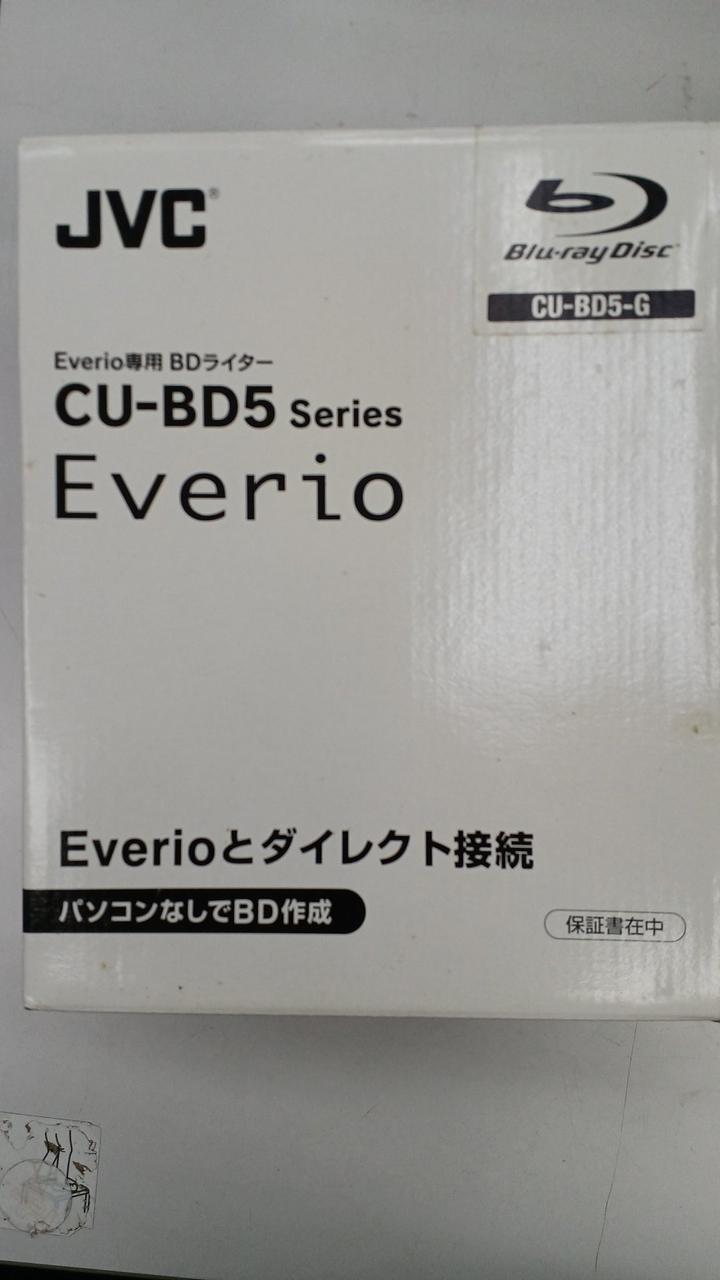 JVC®
Blu-ray Disc™
CU-BD5-G
Everio専用 BDライター
CU-BD5 Series
Everio
Everioとダイレクト接続
パソコンなしでBD作成
保証書在中